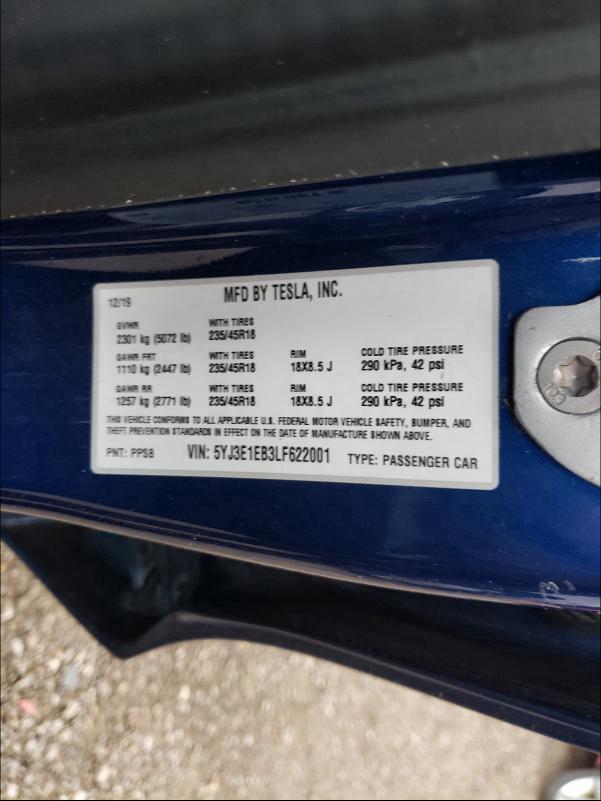 12/19 MFD BY TESLA, INC.
GVWR WITH TIRES
2301 kg (5072 lb) 235/45R18
GAWR FRT WITH TIRES RIM COLD TIRE PRESSURE
1110 kg (2447 lb) 235/45R18 18X8.5 J 290 kPa, 42 psi
GAWR RR WITH TIRES RIM COLD TIRE PRESSURE
1257 kg (2771 lb) 235/45R18 18X8.5 J 290 kPa, 42 psi
THIS VEHICLE CONFORMS TO ALL APPLICABLE U.S. FEDERAL MOTOR VEHICLE SAFETY, BUMPER, AND
THEFT PREVENTION STANDARDS IN EFFECT ON THE DATE OF MANUFACTURE SHOWN ABOVE.
PNT: PPSB VIN: 5YJ3E1EB3LF622001 TYPE: PASSENGER CAR